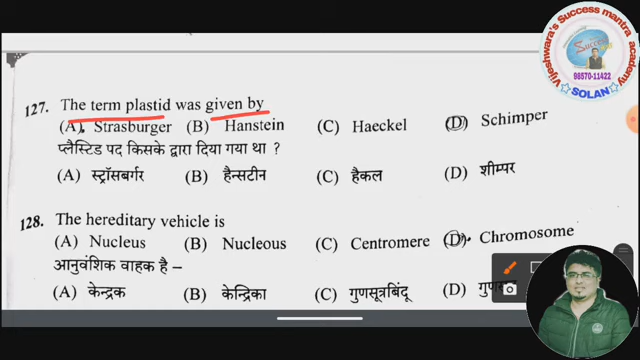 Vijeshwara's Success mantra academy
Success
98570-11422
SOLAN
127. The term plastid was given by
(A) Strasburger (B) Hanstein (C) Haeckel (D) Schimper
प्लैस्टिड पद किसके द्वारा दिया गया था ?
(A) स्ट्रॉसबर्गर (B) हैन्सटीन (C) हैकल (D) शीम्पर
128. The hereditary vehicle is
(A) Nucleus (B) Nucleous (C) Centromere (D) Chromosome
आनुवंशिक वाहक है –
(A) केन्द्रक (B) केन्द्रिका (C) गुणसूत्रबिंदू (D)